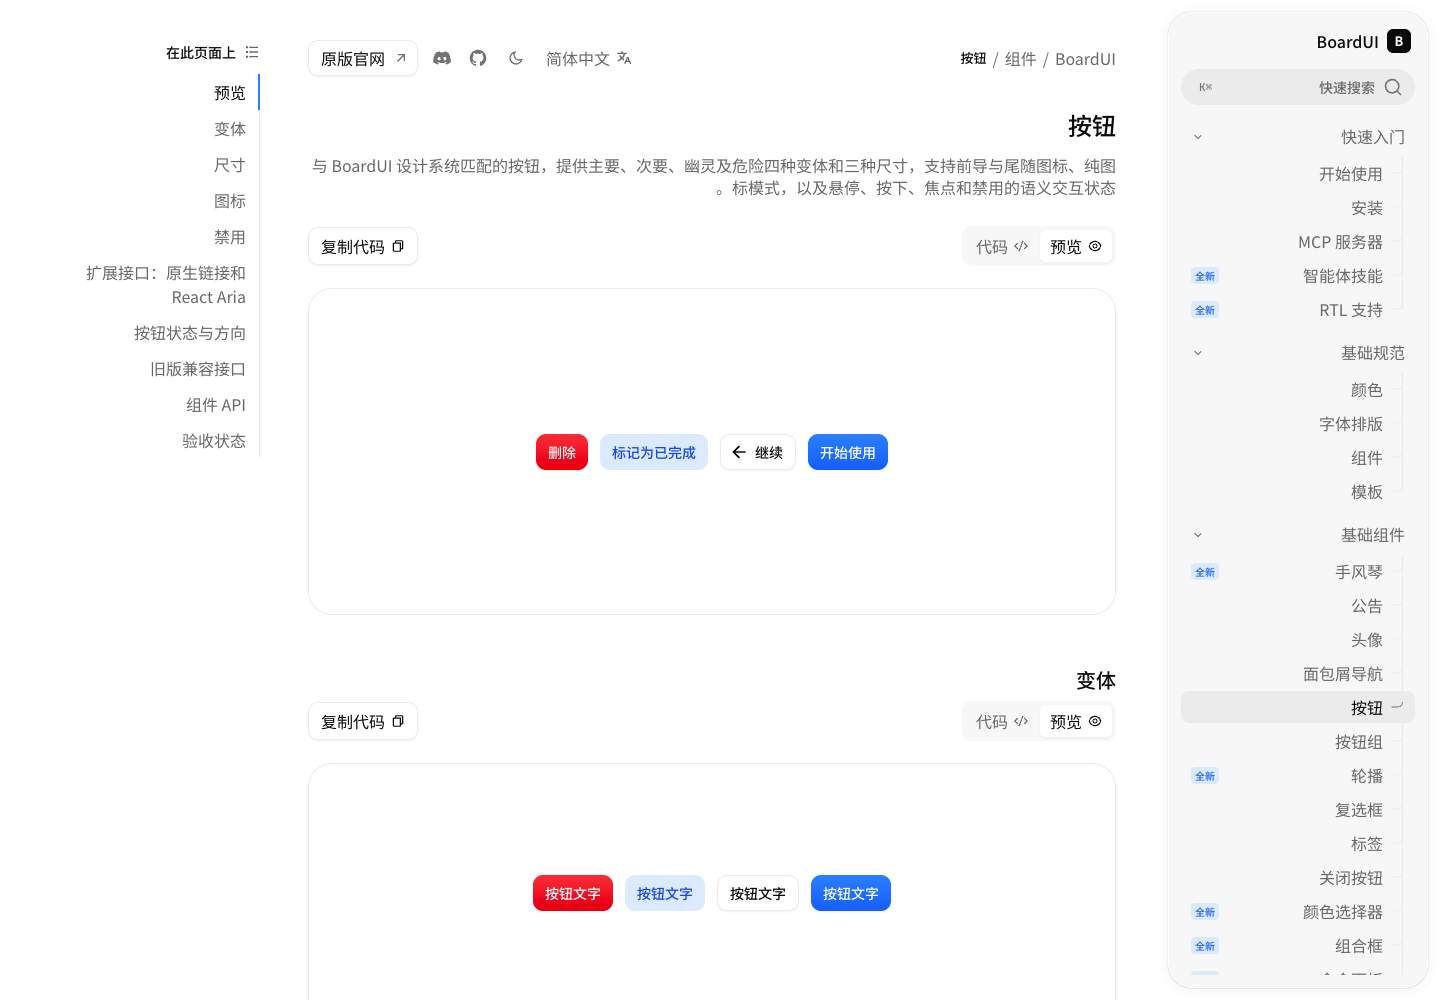 BoardUI
B
快速搜索
K⌘
快速入门
开始使用
安装
MCP 服务器
智能体技能
全新
RTL 支持
全新
基础规范
颜色
字体排版
组件
模板
基础组件
手风琴
全新
公告
头像
面包屑导航
按钮
按钮组
轮播
全新
复选框
标签
关闭按钮
颜色选择器
全新
组合框
全新
BoardUI / 组件 / 按钮
简体中文
原版官网
按钮
与 BoardUI 设计系统匹配的按钮，提供主要、次要、幽灵及危险四种变体和三种尺寸，支持前导与尾随图标、纯图
标模式，以及悬停、按下、焦点和禁用的语义交互状态。
预览
代码
复制代码
开始使用
继续
标记为已完成
删除
变体
预览
代码
复制代码
按钮文字
按钮文字
按钮文字
按钮文字
在此页面上
预览
变体
尺寸
图标
禁用
扩展接口：原生链接和
React Aria
按钮状态与方向
旧版兼容接口
组件 API
验收状态